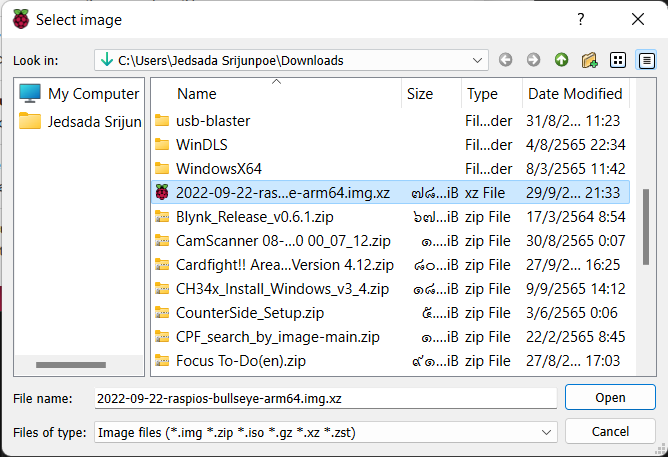 Select image
Look in: C:\Users\Jedsada Srijunpoe\Downloads
My Computer
Jedsada Srijun
Name Size Type Date Modified
usb-blaster Fil...der 31/8/2... 11:23
WinDLS Fil...der 4/8/2565 22:34
WindowsX64 Fil...der 8/3/2565 11:42
2022-09-22-ras...e-arm64.img.xz ๗๘...iB xz File 29/9/2... 21:33
Blynk_Release_v0.6.1.zip ๖๗...iB zip File 17/3/2564 8:54
CamScanner 08-...0 00_07_12.zip ๑....iB zip File 30/8/2565 0:07
Cardfight!! Area...Version 4.12.zip ๘๐...iB zip File 27/9/2... 16:25
CH34x_Install_Windows_v3_4.zip ๑๘...iB zip File 9/9/2565 14:12
CounterSide_Setup.zip ๕....iB zip File 3/6/2565 0:06
CPF_search_by_image-main.zip ๑....iB zip File 22/2/2565 8:45
Focus To-Do(en).zip ๙๑...iB zip File 27/8/2... 17:03
File name: 2022-09-22-raspios-bullseye-arm64.img.xz Open
Files of type: Image files (*.img *.zip *.iso *.gz *.xz *.zst) Cancel